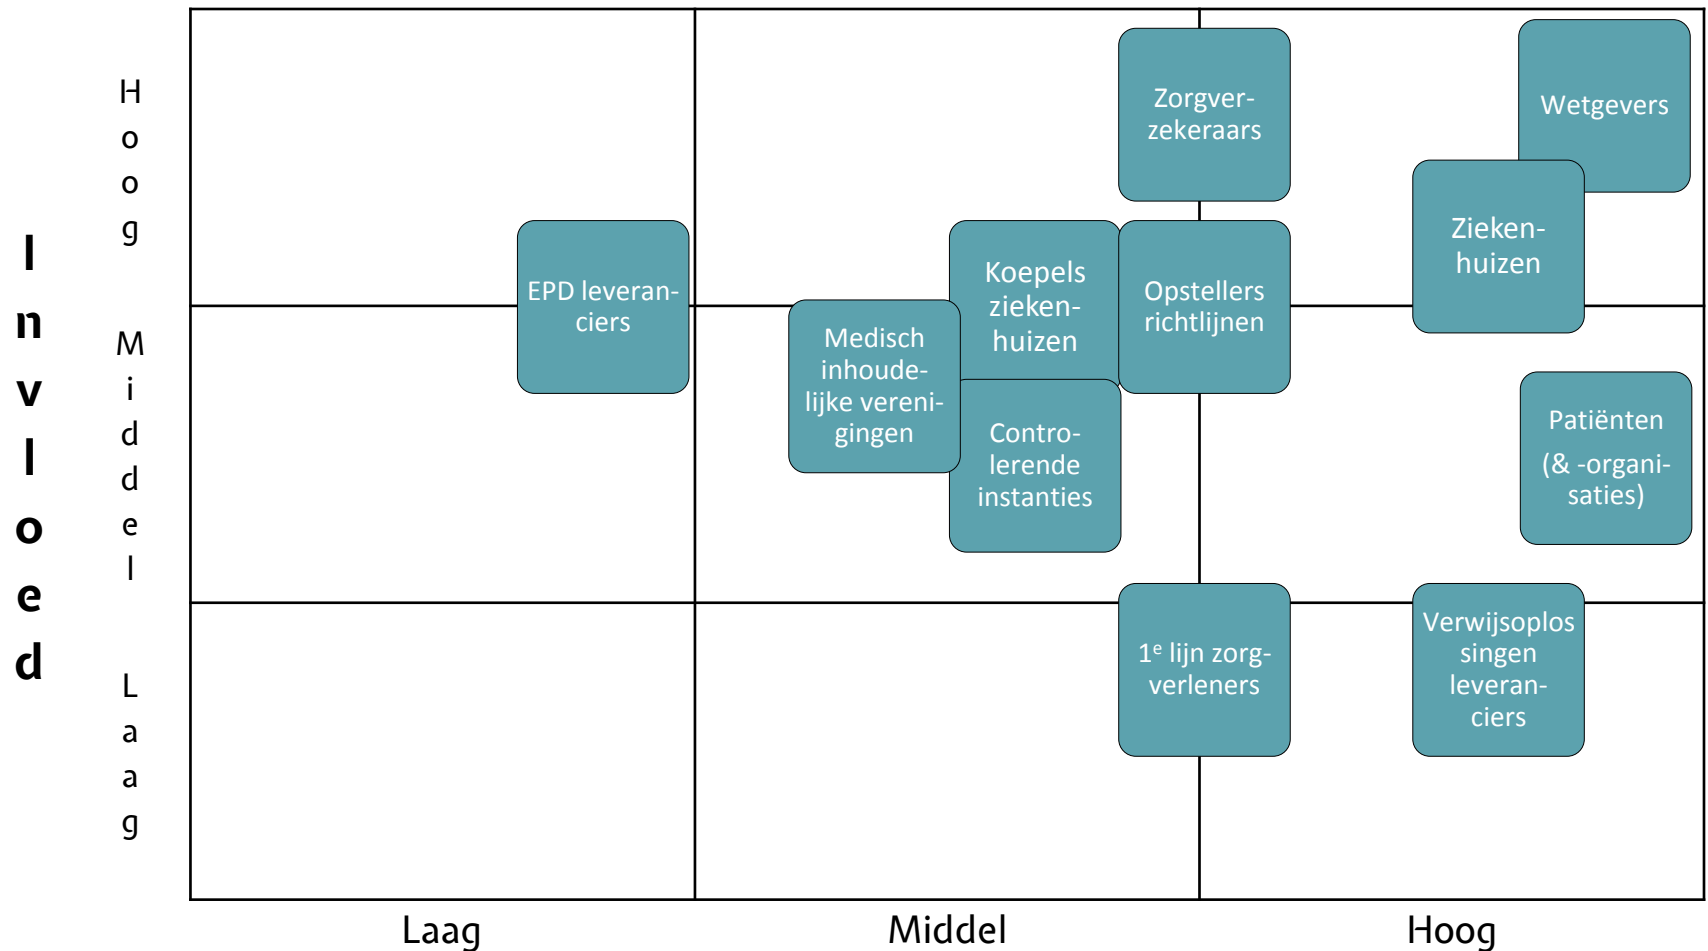 Invloed
Hoog
Middel
Laag
Zorgver-
zekeraars
Wetgevers
Zieken-
huizen
EPD leveran-
ciers
Koepels
zieken-
huizen
Opstellers
richtlijnen
Medisch
inhoude-
lijke vereni-
gingen
Contro-
lerende
instanties
Patiënten
(& -organi-
saties)
1e lijn zorg-
verleners
Verwijsoplos
singen
leveran-
ciers
Laag
Middel
Hoog